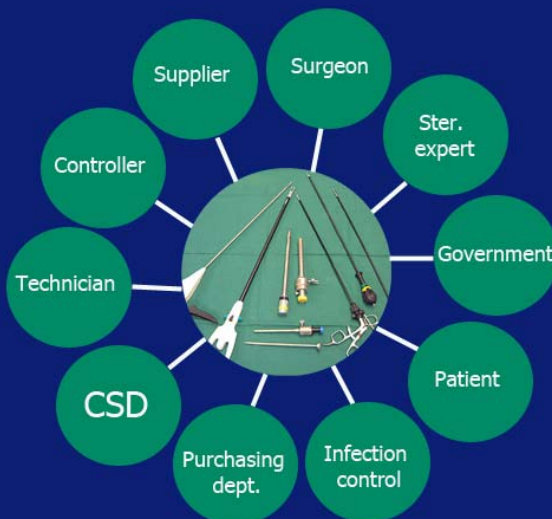 Supplier
Surgeon
Ster.
expert
Controller
Government
Technician
Patient
CSD
Infection
control
Purchasing
dept.